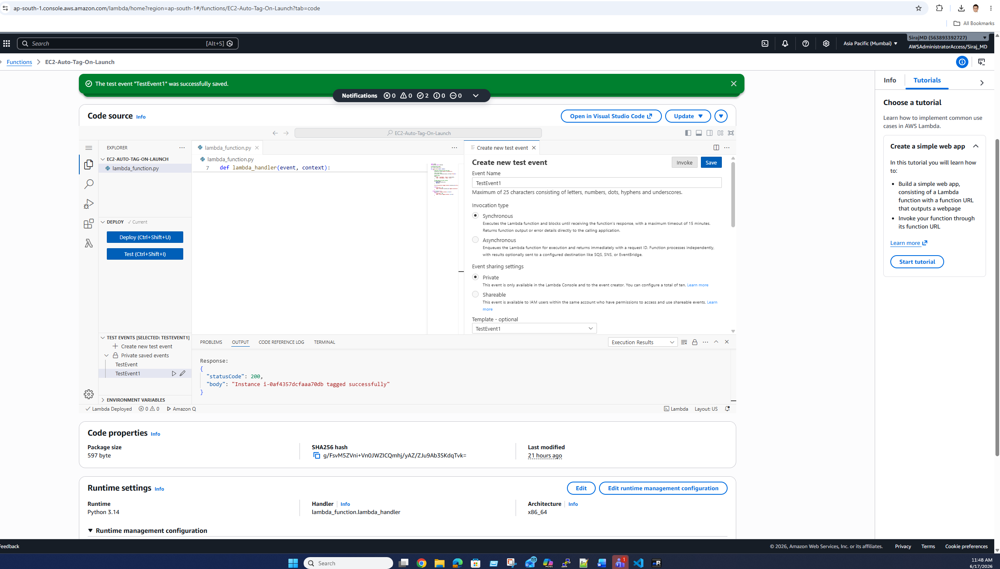 ap-south-1.console.aws.amazon.com/lambda/home?region=ap-south-1#/functions/EC2-Auto-Tag-On-Launch?tab=code
All Bookmarks
Search
[Alt+S]
Asia Pacific (Mumbai)
SirajMD (563893392727)
AWSAdministratorAccess/Siraj_MD
Functions
EC2-Auto-Tag-On-Launch
The test event "TestEvent1" was successfully saved.
Notifications 0 0 2 0 0
Code source Info
Open in Visual Studio Code
Update
EC2-Auto-Tag-On-Launch
EXPLORER
EC2-AUTO-TAG-ON-LAUNCH
lambda_function.py
DEPLOY Current
Deploy (Ctrl+Shift+U)
Test (Ctrl+Shift+I)
TEST EVENTS [SELECTED: TESTEVENT1]
Create new test event
Private saved events
TestEvent
TestEvent1
ENVIRONMENT VARIABLES
lambda_function.py
lambda_function.py
7 def lambda_handler(event, context):
Create new test event
Create new test event
Invoke
Save
Event Name
TestEvent1
Maximum of 25 characters consisting of letters, numbers, dots, hyphens and underscores.
Invocation type
Synchronous
Executes the Lambda function and blocks until receiving the function's response, with a maximum timeout of 15 minutes.
Returns function output or error details directly to the calling application.
Asynchronous
Enqueues the Lambda function for execution and returns immediately with a request ID. Function processes independently,
with results optionally sent to a configured destination like SQS, SNS, or EventBridge.
Event sharing settings
Private
This event is only available in the Lambda Console and to the event creator. You can configure a total of ten. Learn more
Shareable
This event is available to IAM users within the same account who have permissions to access and use shareable events. Learn
more
Template - optional
TestEvent1
PROBLEMS
OUTPUT
CODE REFERENCE LOG
TERMINAL
Execution Results
Response:
{
"statusCode": 200,
"body": "Instance i-0af4357dcfaaa70db tagged successfully"
}
Lambda Deployed
0 0
Amazon Q
Lambda
Layout: US
Code properties Info
Package size
597 byte
SHA256 hash
g/FsvM5ZVni+Vn0JWZICQmhj/yAZ/ZJu9Ab3SKdqTvk=
Last modified
21 hours ago
Runtime settings Info
Edit
Edit runtime management configuration
Runtime
Python 3.14
Handler Info
lambda_function.lambda_handler
Architecture Info
x86_64
Runtime management configuration
Info
Tutorials
Choose a tutorial
Learn how to implement common use
cases in AWS Lambda.
Create a simple web app
In this tutorial you will learn how
to:
• Build a simple web app,
consisting of a Lambda
function with a function URL
that outputs a webpage
• Invoke your function through
its function URL
Learn more
Start tutorial
Feedback
© 2026, Amazon Web Services, Inc. or its affiliates.
Privacy
Terms
Cookie preferences
Search
M365
1
mR
11:48 AM
6/17/2026